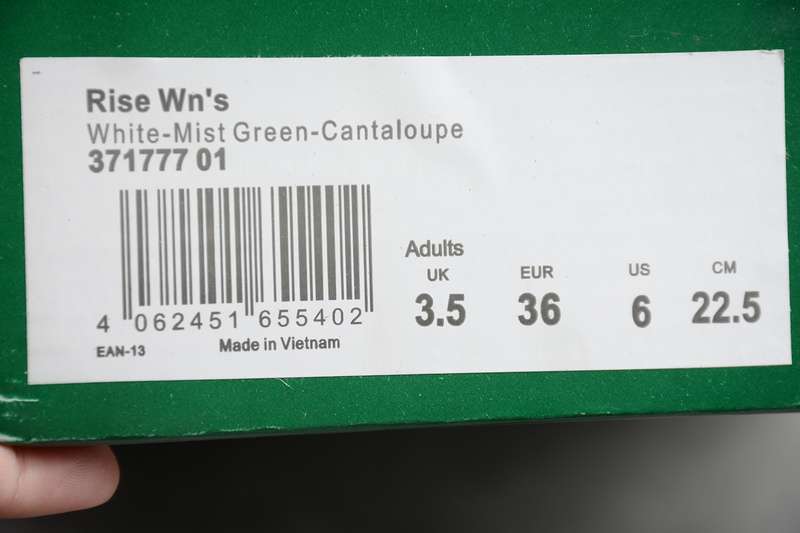 Rise Wn's
White-Mist Green-Cantaloupe
371777 01
Adults
UK EUR US CM
3.5 36 6 22.5
4 062451 655402
EAN-13 Made in Vietnam